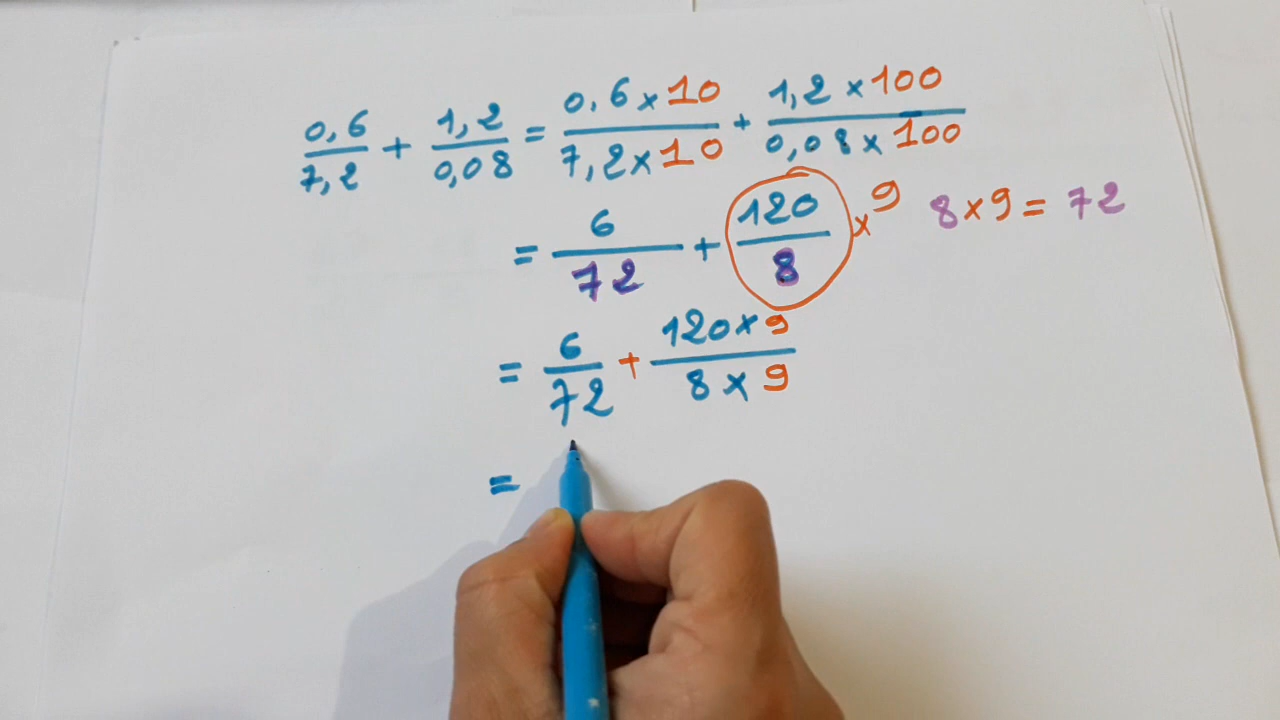 0,6/7,2 + 1,2/0,08 = 0,6 x 10/7,2 x 10 + 1,2 x 100/0,08 x 100
= 6/72 + 120/8 x 9 8 x 9 = 72
= 6/72 + 120 x 9/8 x 9
=